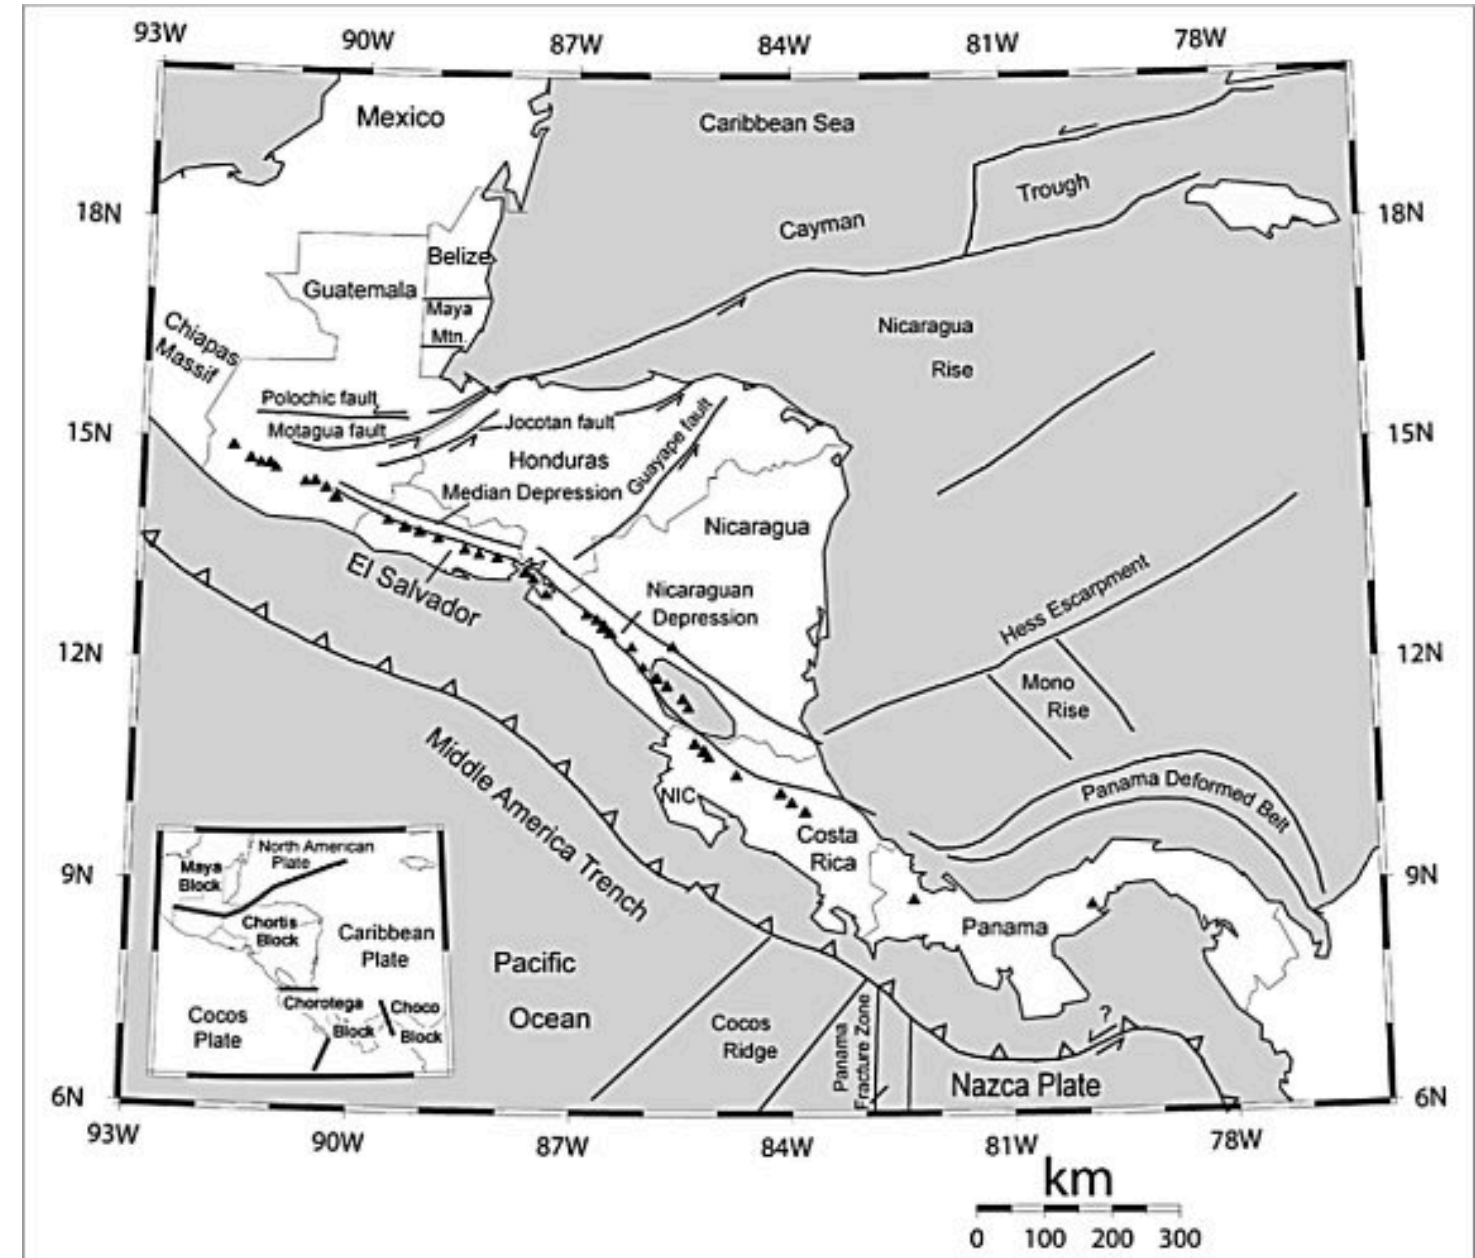 93W
90W
87W
84W
81W
78W
Mexico
Caribbean Sea
Trough
18N
18N
Cayman
Belize
Guatemala
Maya
Mtn.
Nicaragua
Rise
Chiapas
Massif
Polochic fault
Motagua fault
Jocotan fault
Guayape fault
15N
15N
Honduras
Median Depression
Nicaragua
El Salvador
Nicaraguan
Depression
Hess Escarpment
12N
12N
Mono
Rise
Middle America Trench
Panama Deformed Belt
NIC
Costa
Rica
9N
9N
Panama
Pacific
Ocean
Cocos
Ridge
Panama
Fracture Zone
?
Nazca Plate
North American
Plate
Maya
Block
Chortis
Block
Caribbean
Plate
Chorotega
Block
Choco
Block
Cocos
Plate
6N
6N
93W
90W
87W
84W
81W
78W
km
0 100 200 300